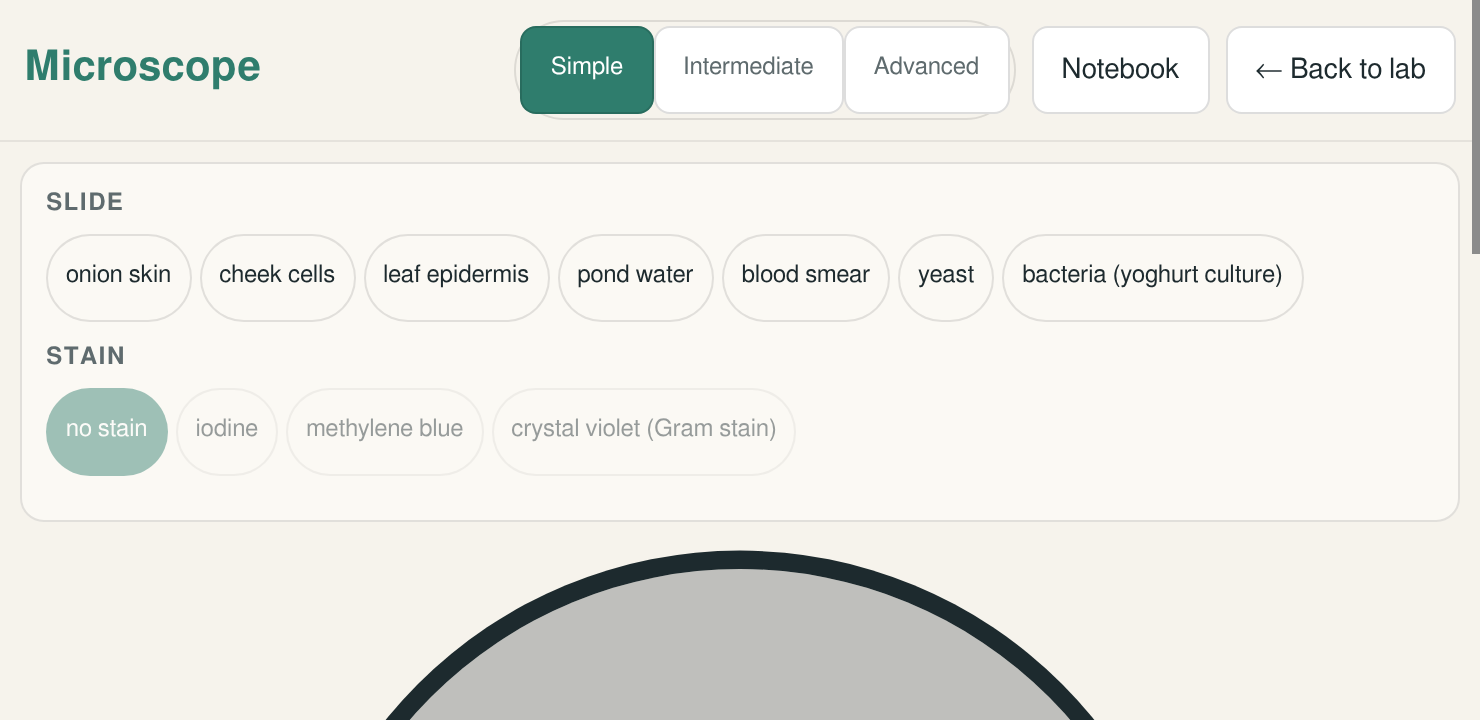 Microscope
Simple Intermediate Advanced Notebook ← Back to lab
SLIDE
onion skin cheek cells leaf epidermis pond water blood smear yeast bacteria (yoghurt culture)
STAIN
no stain iodine methylene blue crystal violet (Gram stain)